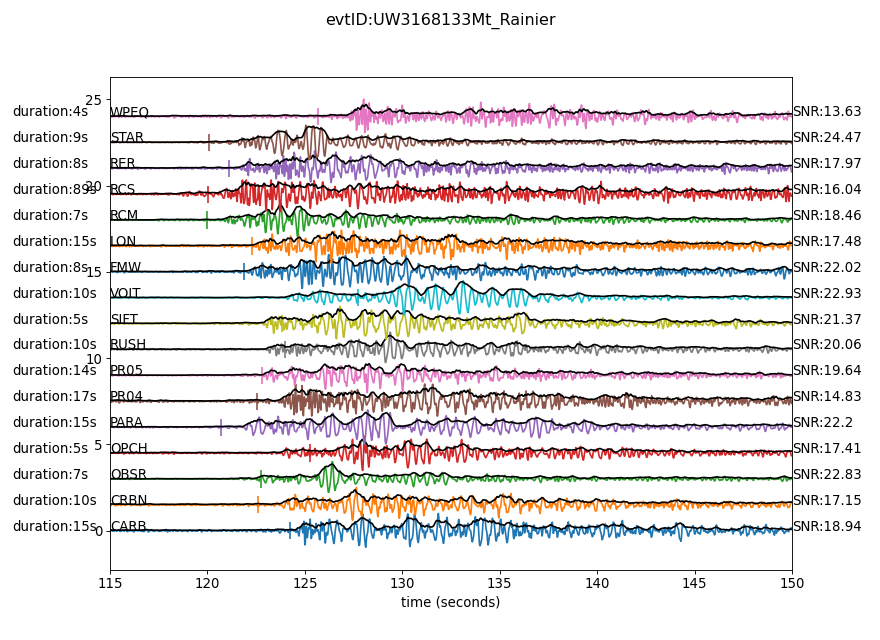 evtID:UW3168133Mt_Rainier
25
duration:4s WPEQ SNR:13.63
duration:9s STAR SNR:24.47
duration:8s RER SNR:17.97
20
duration:89s RCS SNR:16.04
duration:7s RCM SNR:18.46
duration:15s LON SNR:17.48
duration:8s FMW SNR:22.02
15
duration:10s VOIT SNR:22.93
duration:5s SIFT SNR:21.37
duration:10s RUSH SNR:20.06
10
duration:14s PR05 SNR:19.64
duration:17s PR04 SNR:14.83
duration:15s PARA SNR:22.2
5
duration:5s OPCH SNR:17.41
duration:7s OBSR SNR:22.83
duration:10s CRBN SNR:17.15
duration:15s CARB SNR:18.94
0
115 120 125 130 135 140 145 150
time (seconds)